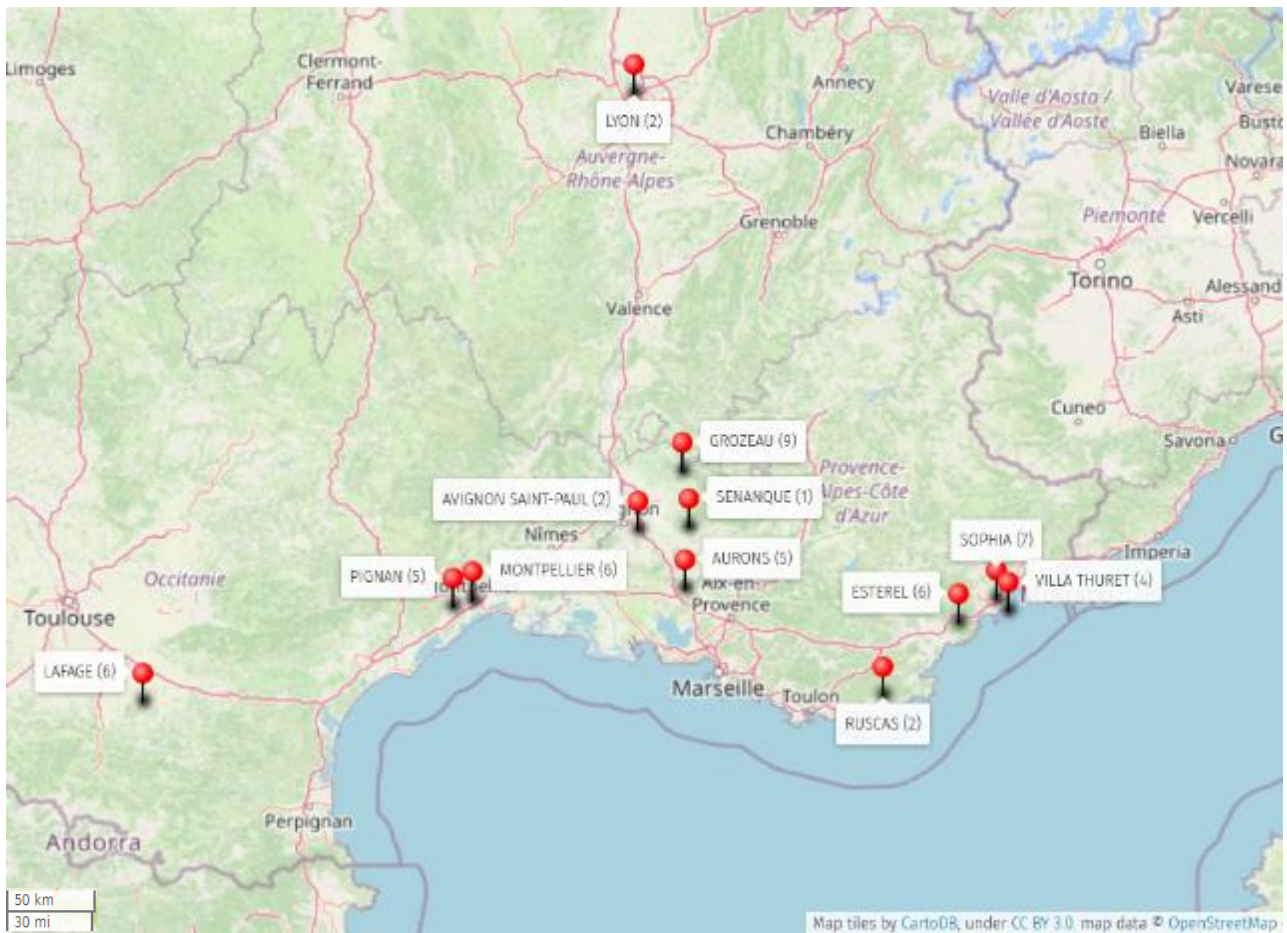 Limoges
Clermont-
Ferrand
Annecy
Varese
LYON (2)
Valle d'Aosta /
Vallée d'Aoste
Busto
Biella
Chambéry
Auvergne-
Rhône-Alpes
Novara
Grenoble
Piemonte
Vercelli
Torino
Alessand
Valence
Asti
Cuneo
GROZEAU (9)
Savona
G
Provence-
Alpes-Côte
d'Azur
AVIGNON SAINT-PAUL (2)
SENANQUE (1)
Nîmes
SOPHIA (7)
Imperia
AURONS (5)
MONTPELLIER (6)
PIGNAN (5)
Occitanie
VILLA THURET (4)
Aix-en-
Provence
ESTEREL (6)
Toulouse
LAFAGE (6)
Marseille
Toulon
RUSCAS (2)
Perpignan
Andorra
50 km
30 mi
Map tiles by CartoDB, under CC BY 3.0. map data © OpenStreetMap